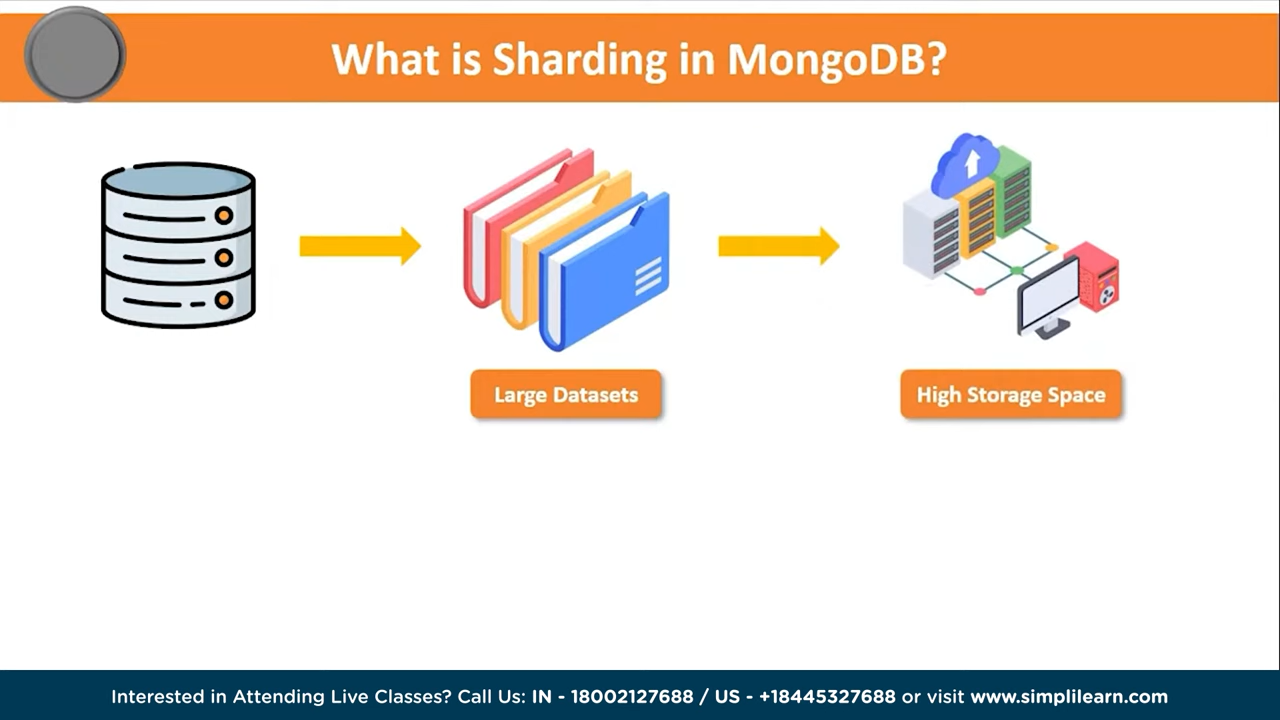 What is Sharding in MongoDB?
Large Datasets
High Storage Space
Interested in Attending Live Classes? Call Us: IN - 18002127688 / US - +18445327688 or visit www.simplilearn.com